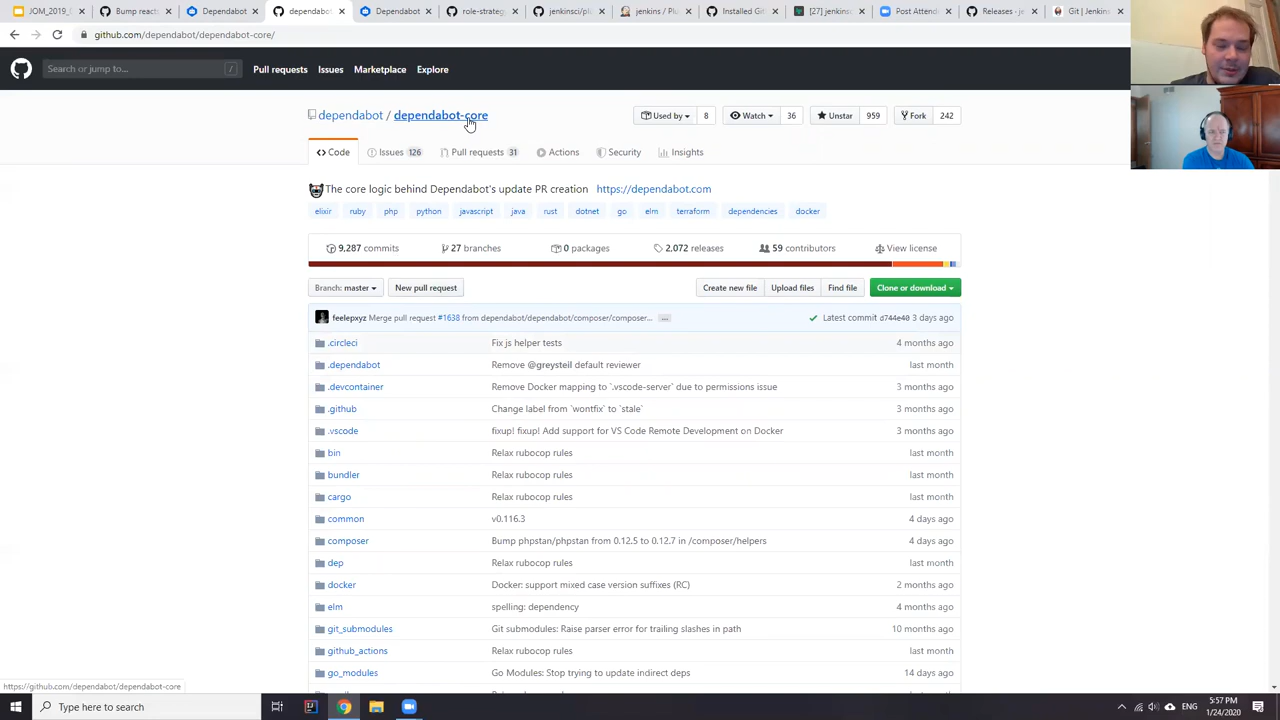 JOM_2019_
Bump reacti
Dependabot
dependabot-
Dependabot
role-strateg
jenkinsci/plu
jenkins / Plu
Installed Git
[27] jenkins
Post Attende
Releases - je
Git | Jenkins
github.com/dependabot/dependabot-core/
Search or jump to...
/
Pull requests
Issues
Marketplace
Explore
dependabot / dependabot-core
Used by
8
Watch
36
Unstar
959
Fork
242
Code
Issues 126
Pull requests 31
Actions
Security
Insights
The core logic behind Dependabot's update PR creation https://dependabot.com
elixir
ruby
php
python
javascript
java
rust
dotnet
go
elm
terraform
dependencies
docker
9,287 commits
27 branches
0 packages
2,072 releases
59 contributors
View license
Branch: master
New pull request
Create new file
Upload files
Find file
Clone or download
feelepxyz Merge pull request #1638 from dependabot/dependabot/composer/composer... ...
Latest commit d744e40 3 days ago
.circleci Fix js helper tests 4 months ago
.dependabot Remove @greysteil default reviewer last month
.devcontainer Remove Docker mapping to `.vscode-server` due to permissions issue 3 months ago
.github Change label from `wontfix` to `stale` 3 months ago
.vscode fixup! fixup! Add support for VS Code Remote Development on Docker 3 months ago
bin Relax rubocop rules last month
bundler Relax rubocop rules last month
cargo Relax rubocop rules last month
common v0.116.3 4 days ago
composer Bump phpstan/phpstan from 0.12.5 to 0.12.7 in /composer/helpers 4 days ago
dep Relax rubocop rules last month
docker Docker: support mixed case version suffixes (RC) 2 months ago
elm spelling: dependency 4 months ago
git_submodules Git submodules: Raise parser error for trailing slashes in path 10 months ago
github_actions Relax rubocop rules last month
go_modules Go Modules: Stop trying to update indirect deps 14 days ago
https://github.com/dependabot/dependabot-core
Type here to search
ENG
5:57 PM
1/24/2020